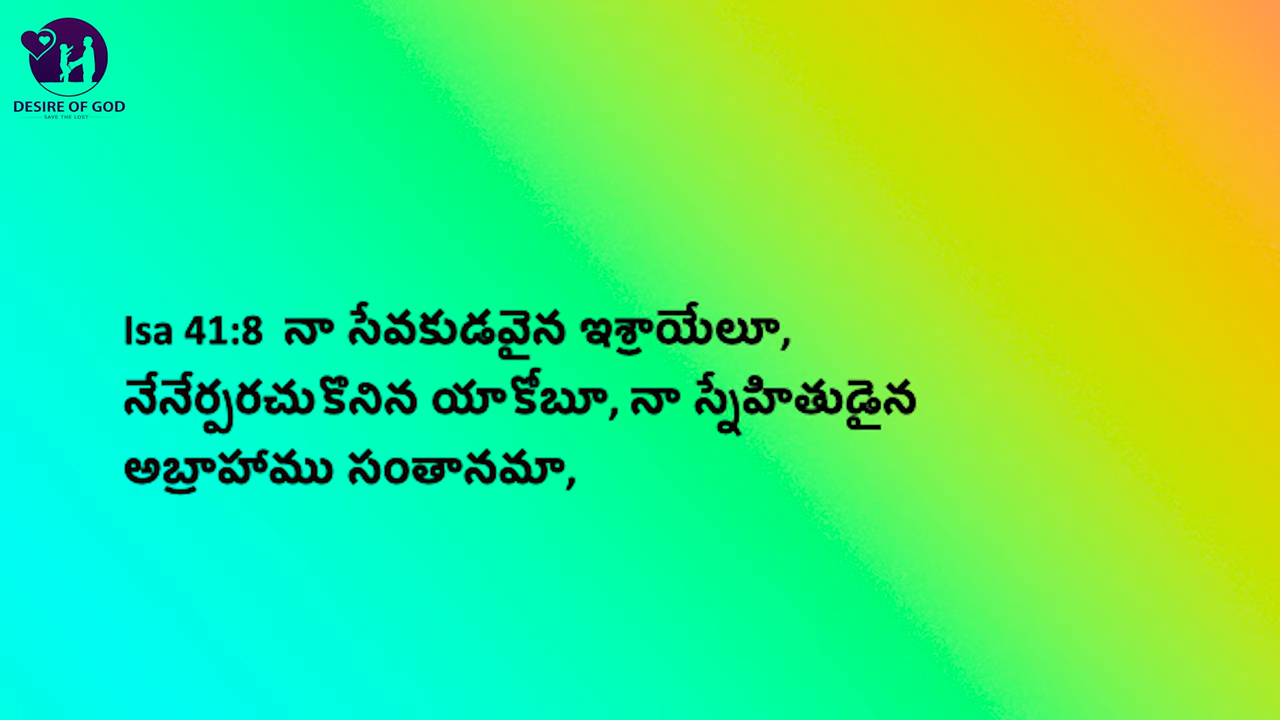 DESIRE OF GOD
SAVE THE LOST
Isa 41:8 నా సేవకుడవైన ఇశ్రాయేలూ,
నేనేర్పరచుకొనిన యాకోబూ, నా స్నేహితుడైన
అబ్రాహాము సంతానమా,